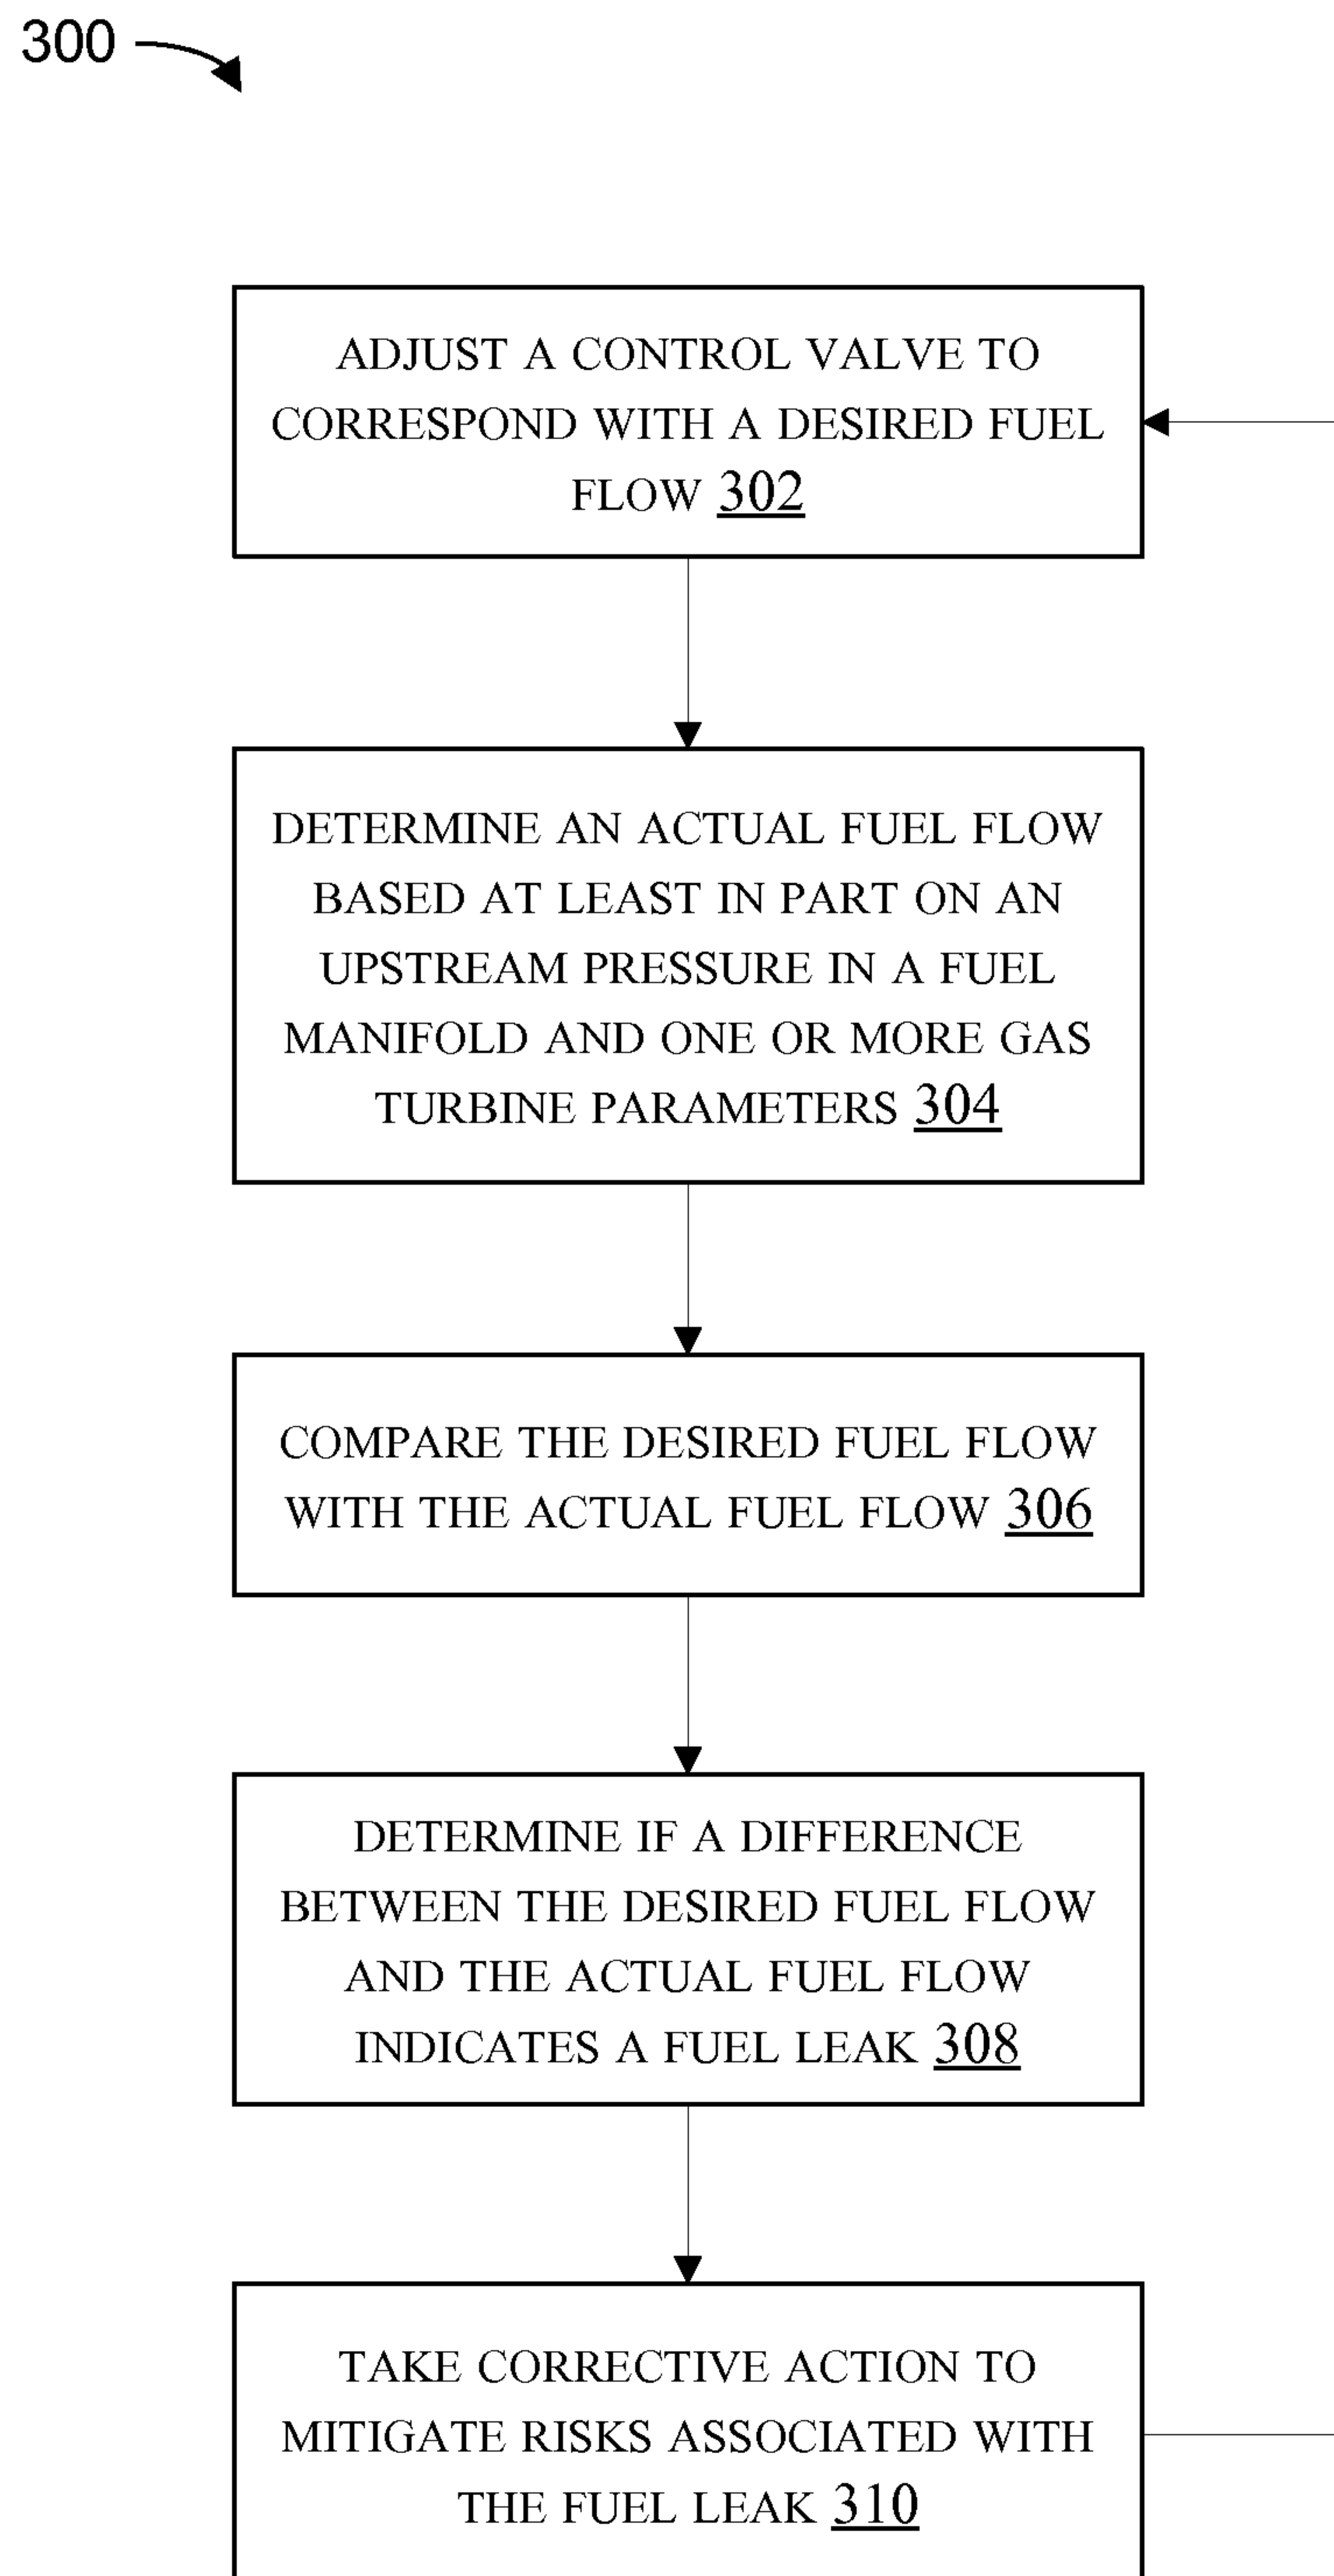 300
ADJUST A CONTROL VALVE TO
CORRESPOND WITH A DESIRED FUEL
FLOW 302
DETERMINE AN ACTUAL FUEL FLOW
BASED AT LEAST IN PART ON AN
UPSTREAM PRESSURE IN A FUEL
MANIFOLD AND ONE OR MORE GAS
TURBINE PARAMETERS 304
COMPARE THE DESIRED FUEL FLOW
WITH THE ACTUAL FUEL FLOW 306
DETERMINE IF A DIFFERENCE
BETWEEN THE DESIRED FUEL FLOW
AND THE ACTUAL FUEL FLOW
INDICATES A FUEL LEAK 308
TAKE CORRECTIVE ACTION TO
MITIGATE RISKS ASSOCIATED WITH
THE FUEL LEAK 310